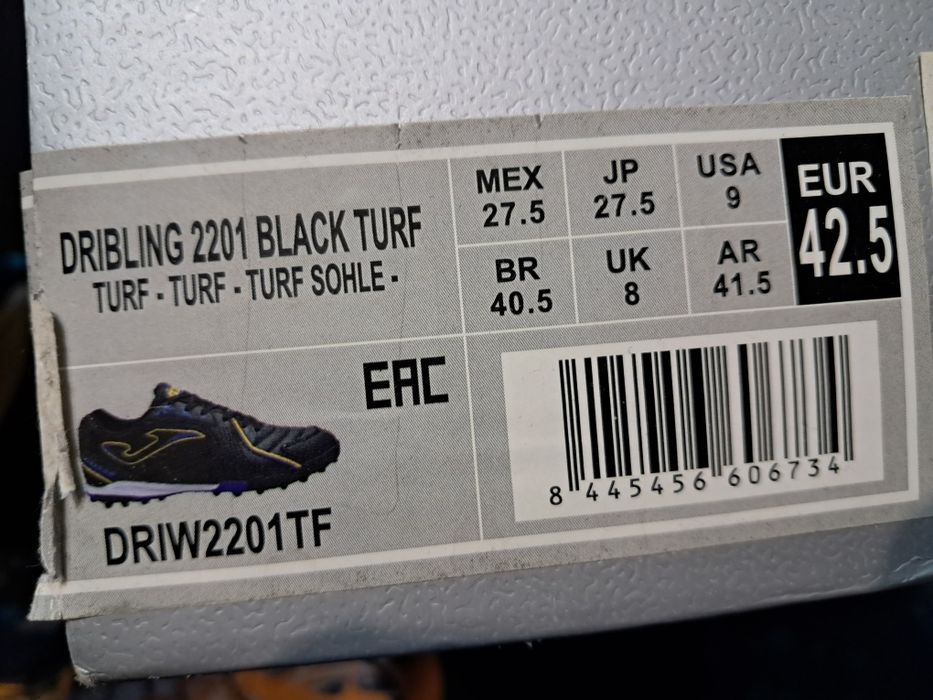 DRIBLING 2201 BLACK TURF
TURF - TURF - TURF SOHLE -
MEX
27.5
JP
27.5
USA
9
BR
40.5
UK
8
AR
41.5
EUR
42.5
EAC
DRIW2201TF
8 445456 606734